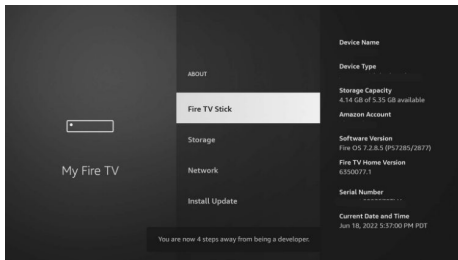 My Fire TV
ABOUT
Fire TV Stick
Storage
Network
Install Update
Device Name
Device Type
Storage Capacity
4.14 GB of 5.35 GB available
Amazon Account
Software Version
Fire OS 7.2.8.5 (PS7285/2877)
Fire TV Home Version
6350077.1
Serial Number
Current Date and Time
Jun 18, 2022 5:37:00 PM PDT
You are now 4 steps away from being a developer.